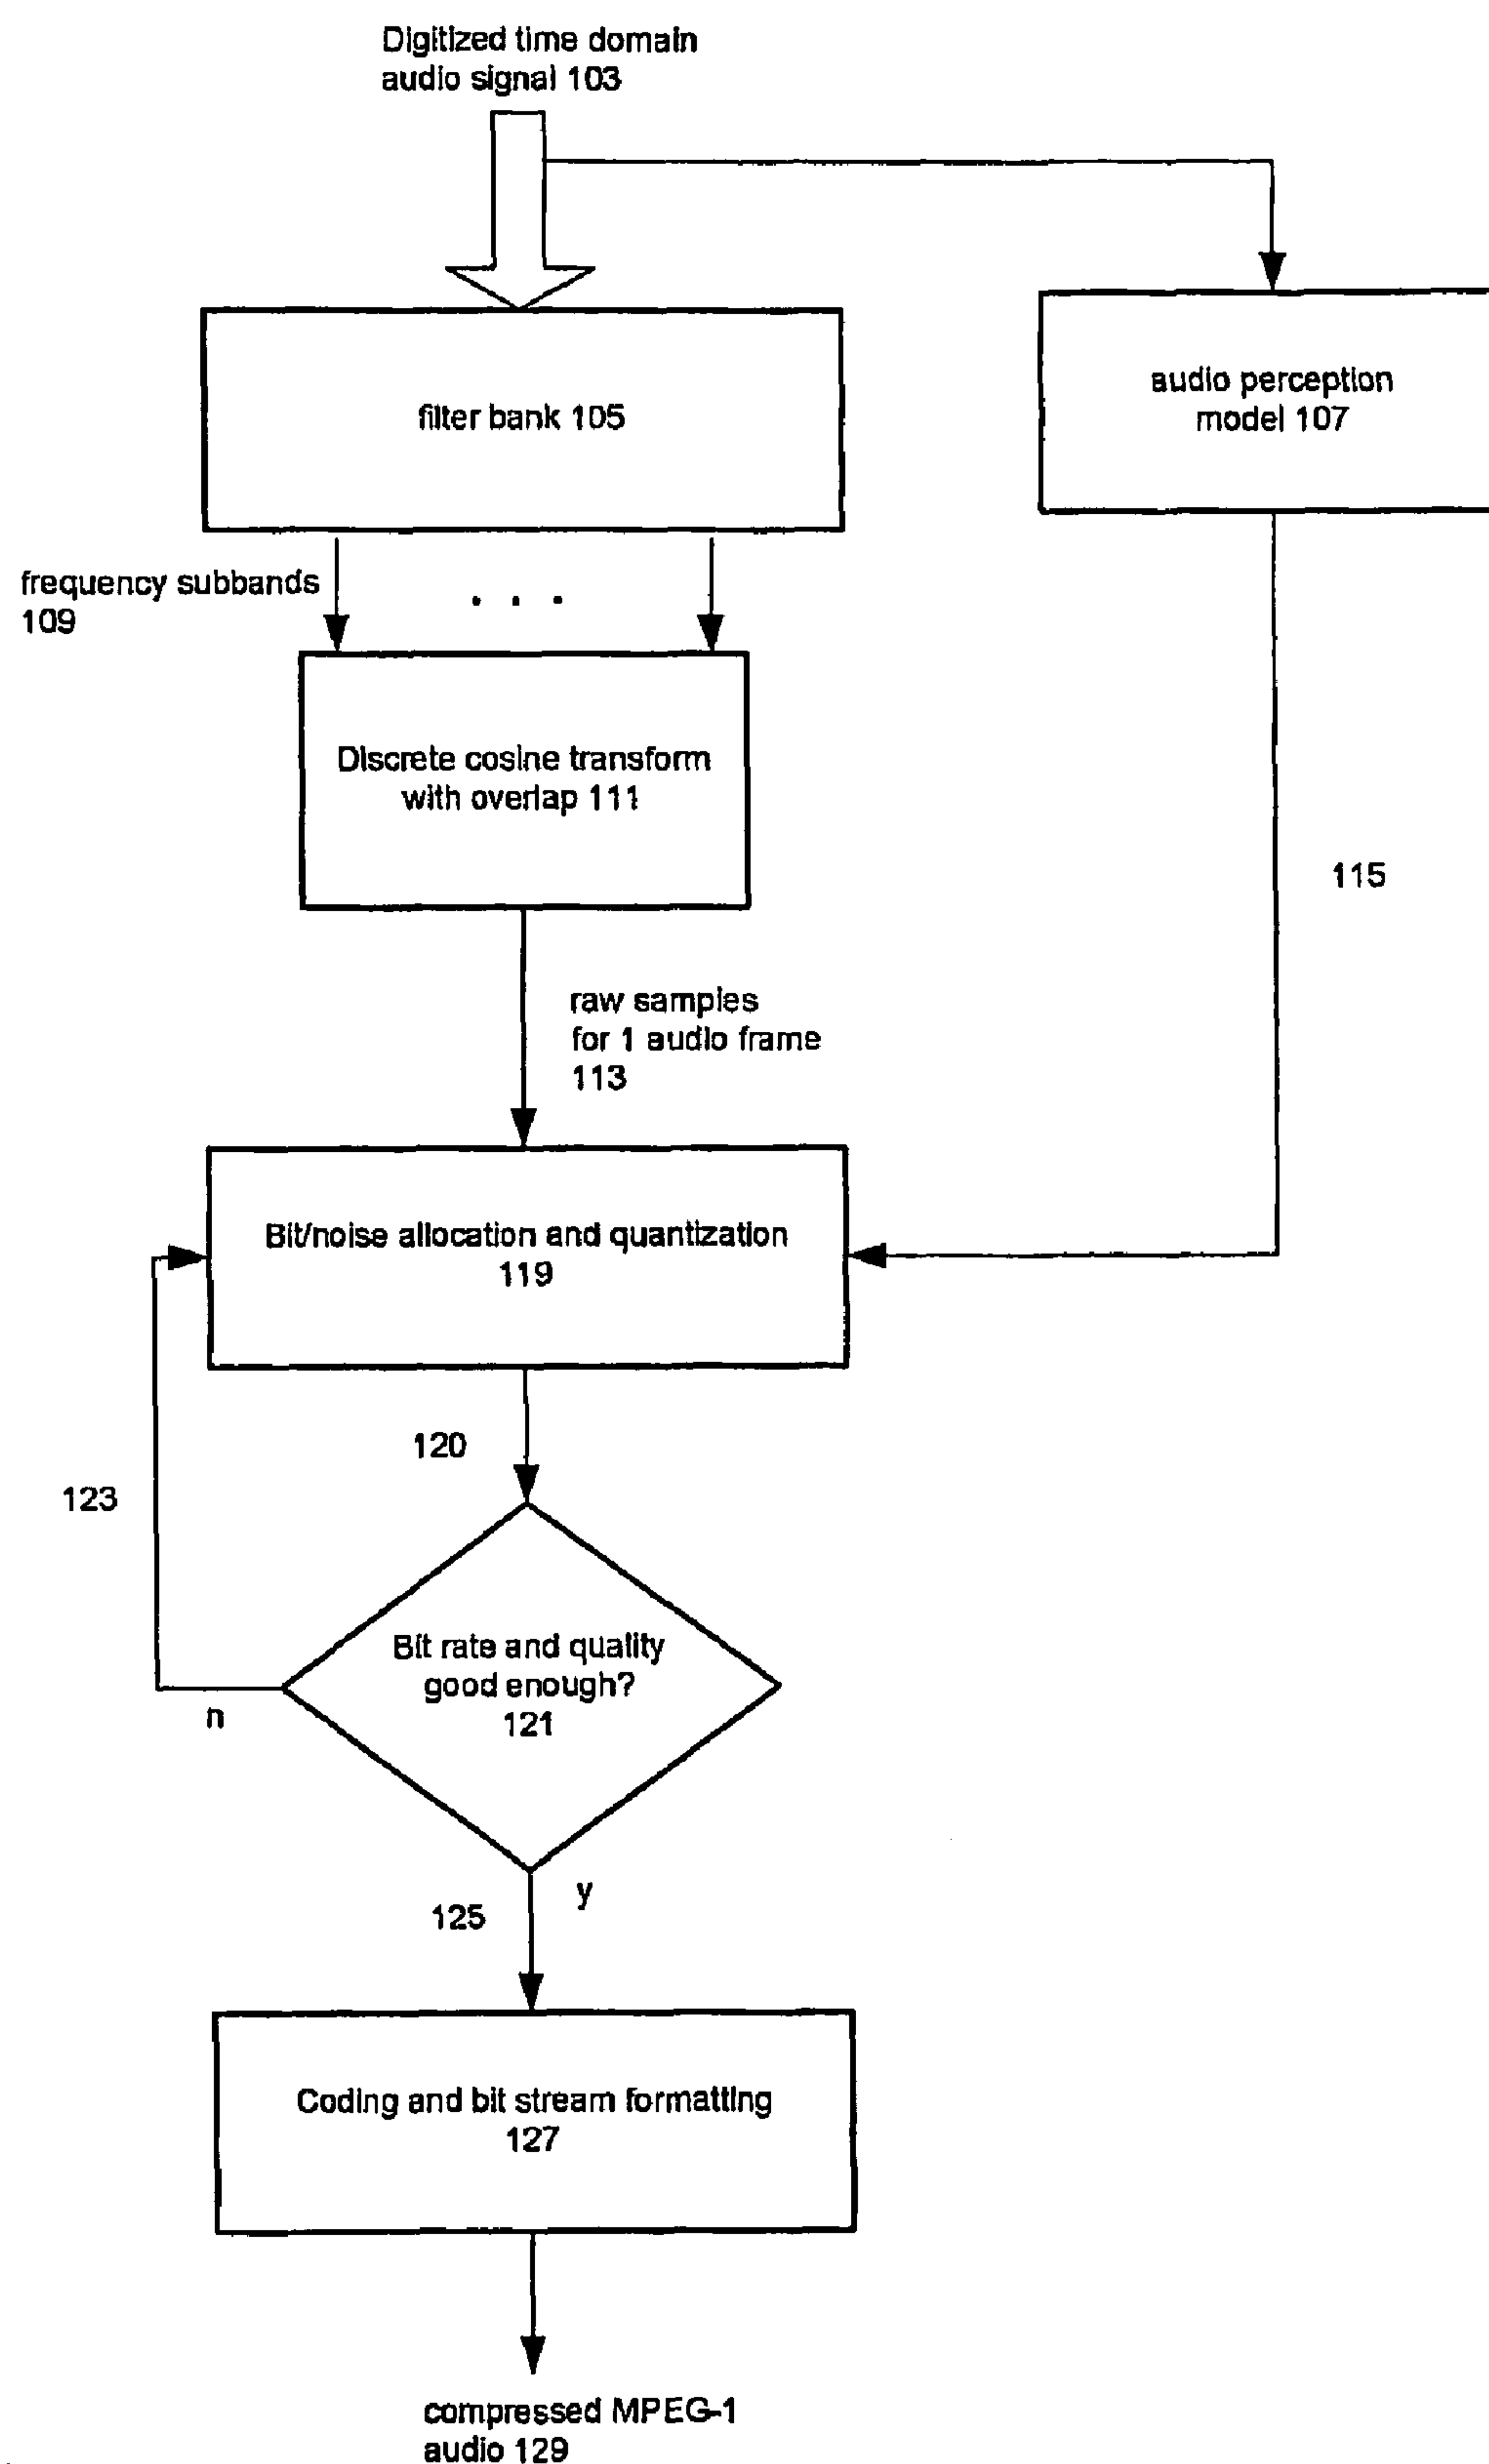 Digitized time domain
audio signal 103
filter bank 105
audio perception
model 107
frequency subbands
109
. . .
Discrete cosine transform
with overlap 111
115
raw samples
for 1 audio frame
113
Bit/noise allocation and quantization
119
120
123
Bit rate and quality
good enough?
121
n
y
125
Coding and bit stream formatting
127
compressed MPEG-1
audio 129